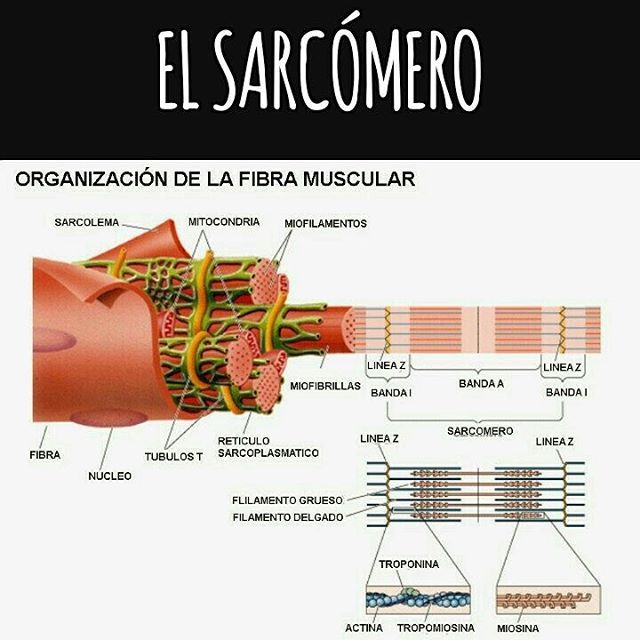 EL SARCÓMERO
ORGANIZACIÓN DE LA FIBRA MUSCULAR
SARCOLEMA
MITOCONDRIA
MIOFILAMENTOS
LINEA Z
LINEA Z
MIOFIBRILLAS
BANDA I
BANDA A
BANDA I
SARCOMERO
FIBRA
NUCLEO
TUBULOS T
RETICULO
SARCOPLASMATICO
LINEA Z
LINEA Z
FLILAMENTO GRUESO
FILAMENTO DELGADO
TROPONINA
ACTINA
TROPOMIOSINA
MIOSINA